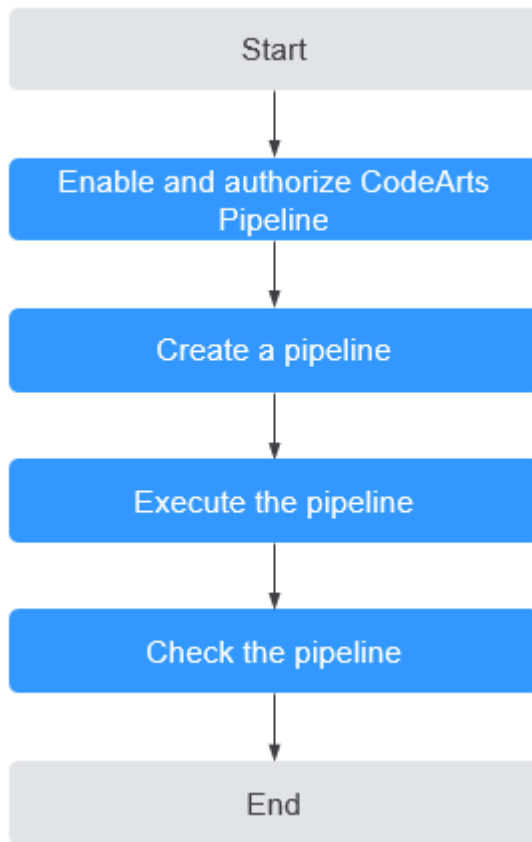 Start
Enable and authorize CodeArts
Pipeline
Create a pipeline
Execute the pipeline
Check the pipeline
End